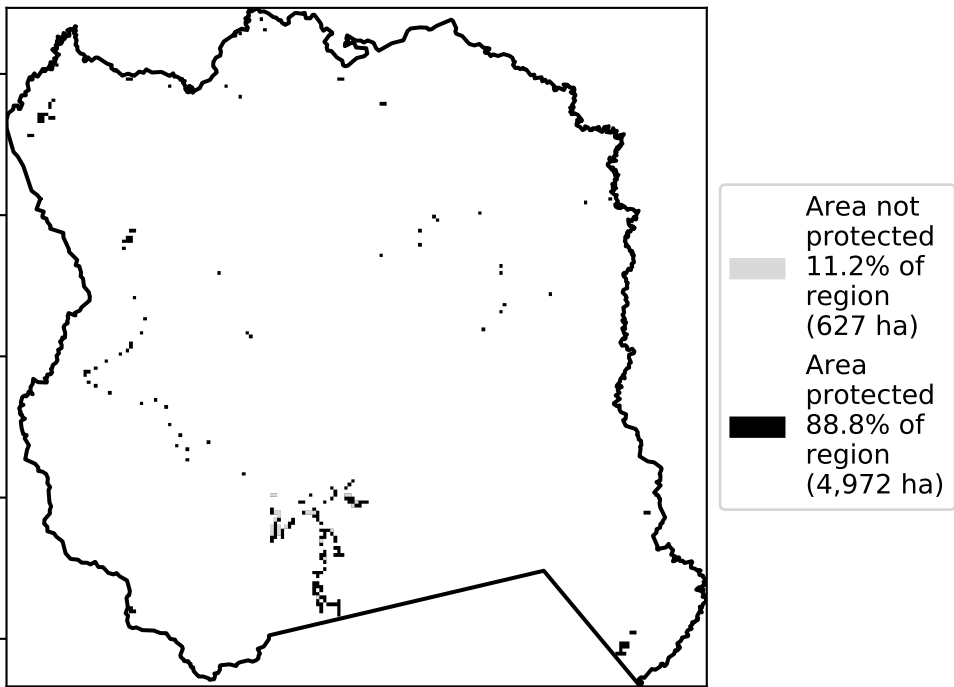 Area not
protected
11.2% of
region
(627 ha)
Area
protected
88.8% of
region
(4,972 ha)